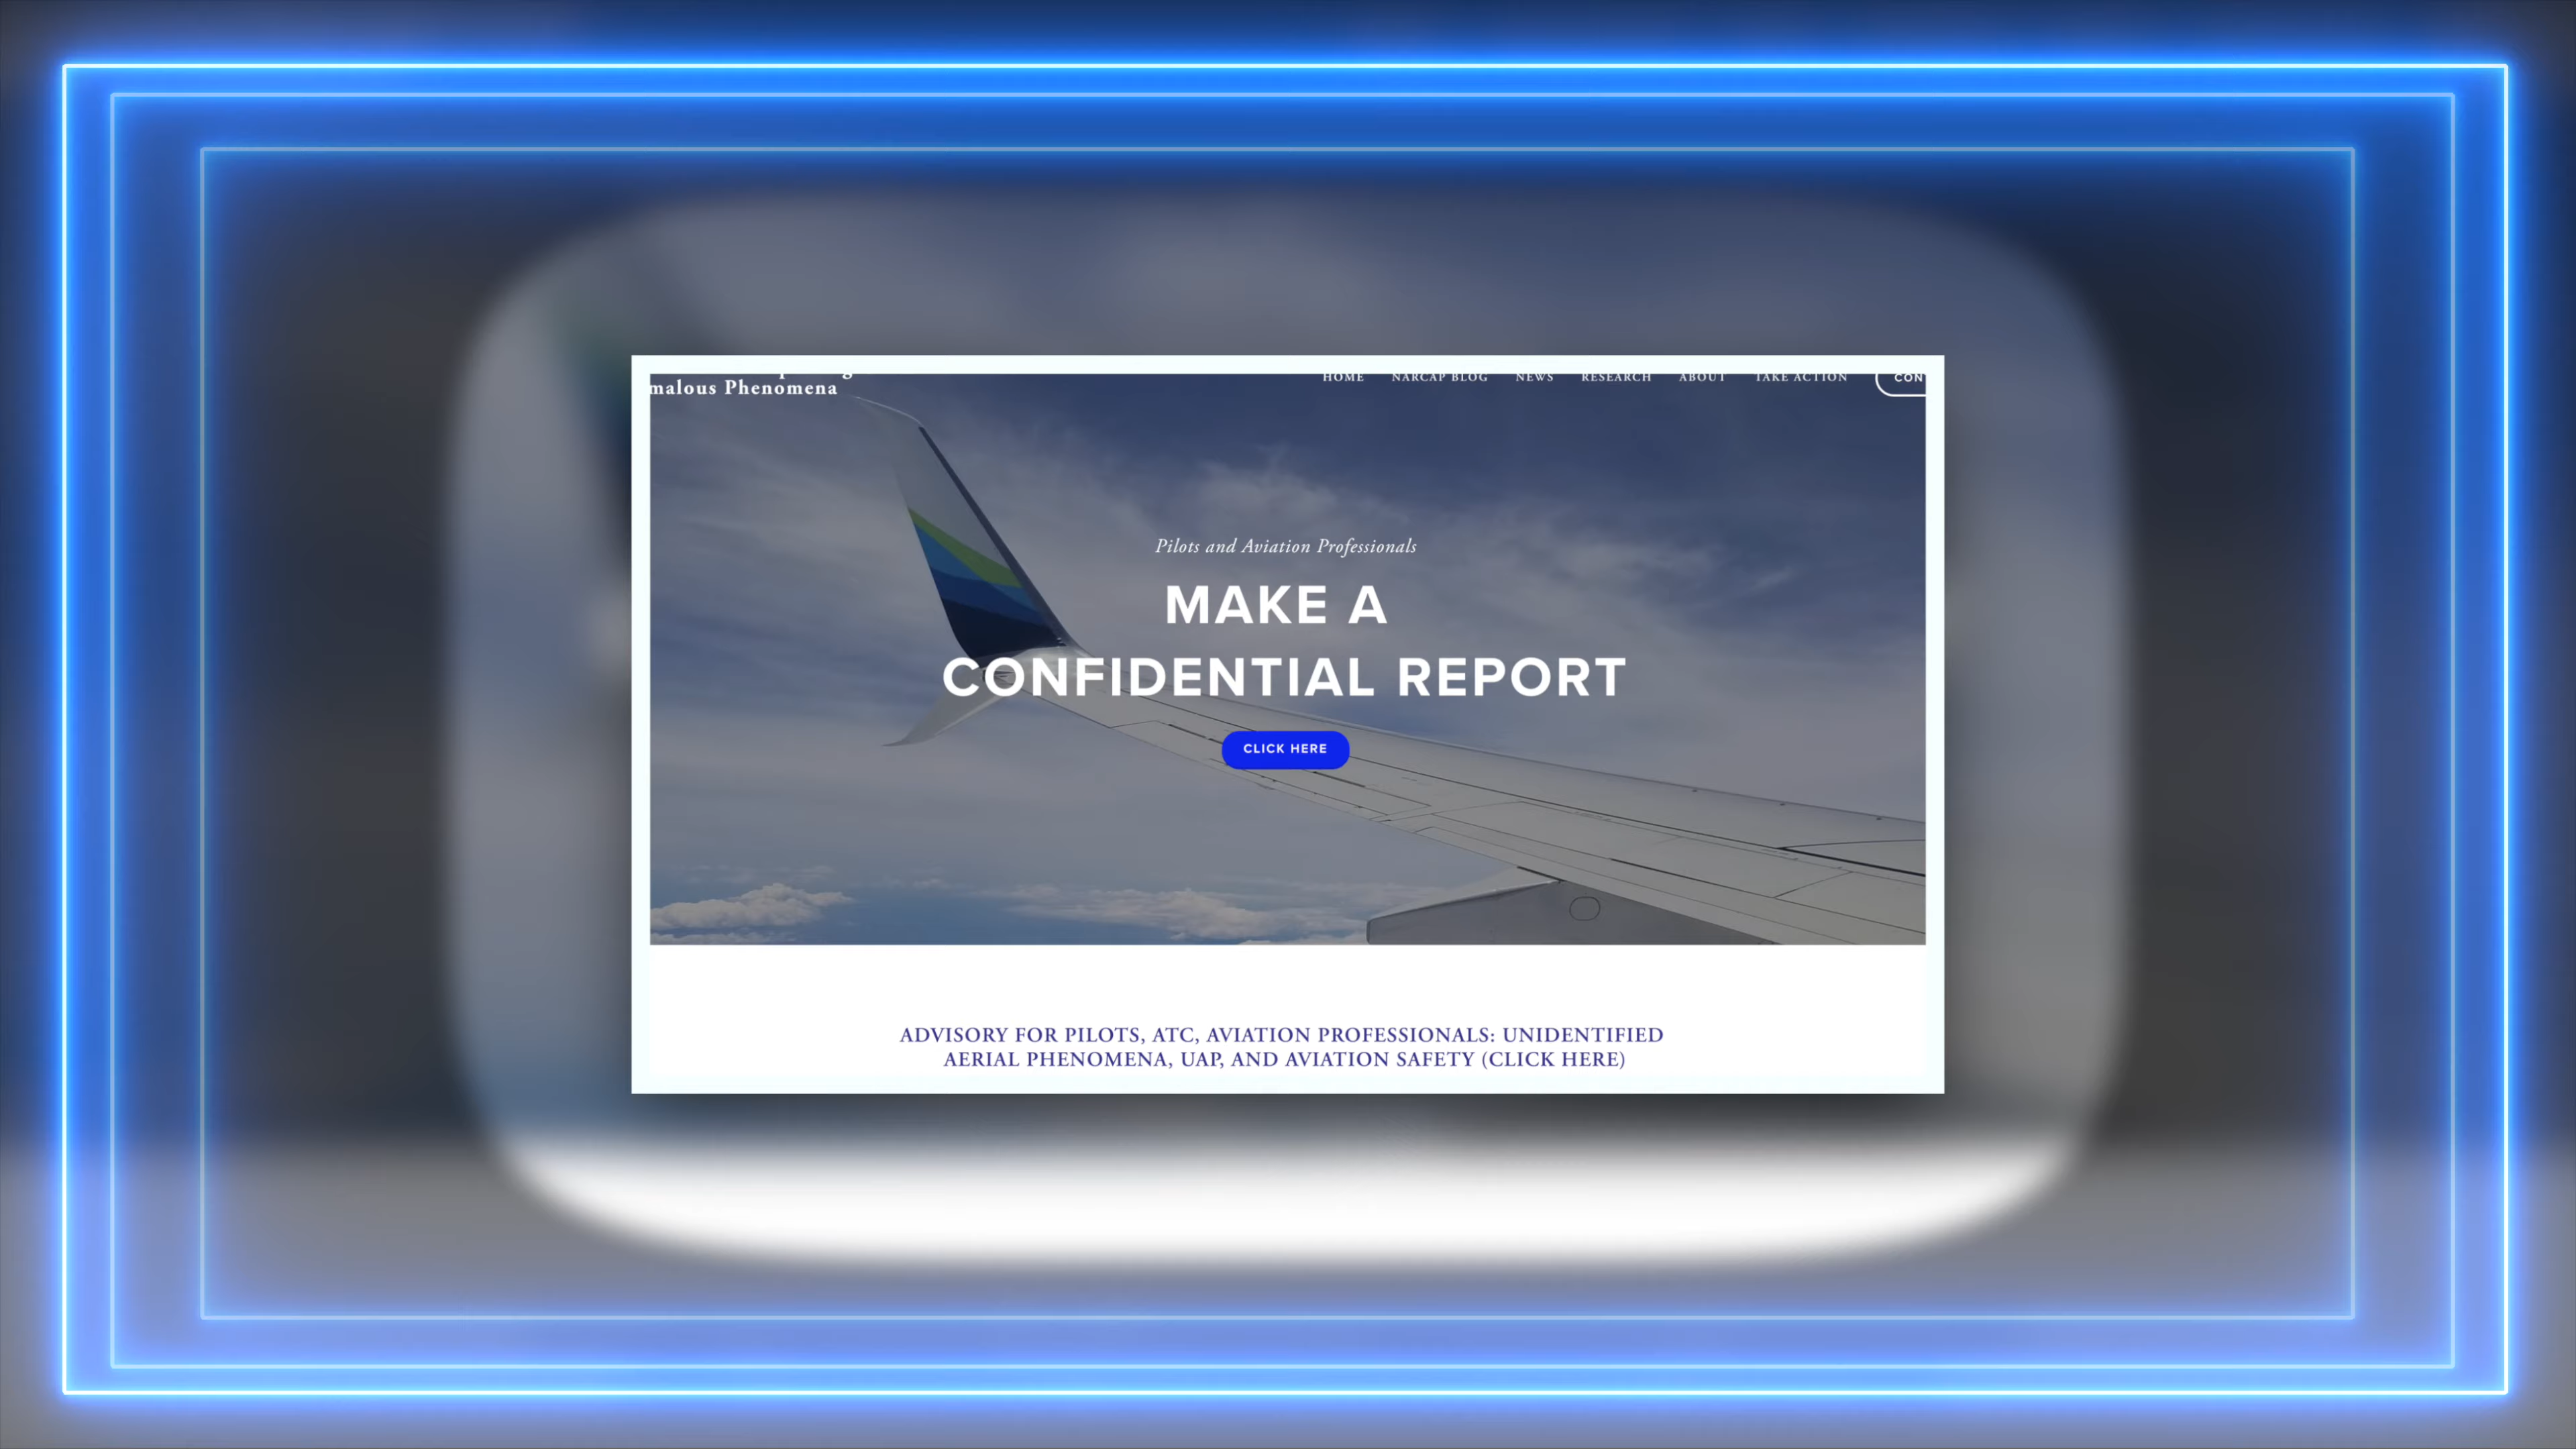 malous Phenomena
HOME NARCAP BLOG NEWS RESEARCH ABOUT TAKE ACTION CON
Pilots and Aviation Professionals
MAKE A
CONFIDENTIAL REPORT
CLICK HERE
ADVISORY FOR PILOTS, ATC, AVIATION PROFESSIONALS: UNIDENTIFIED
AERIAL PHENOMENA, UAP, AND AVIATION SAFETY (CLICK HERE)